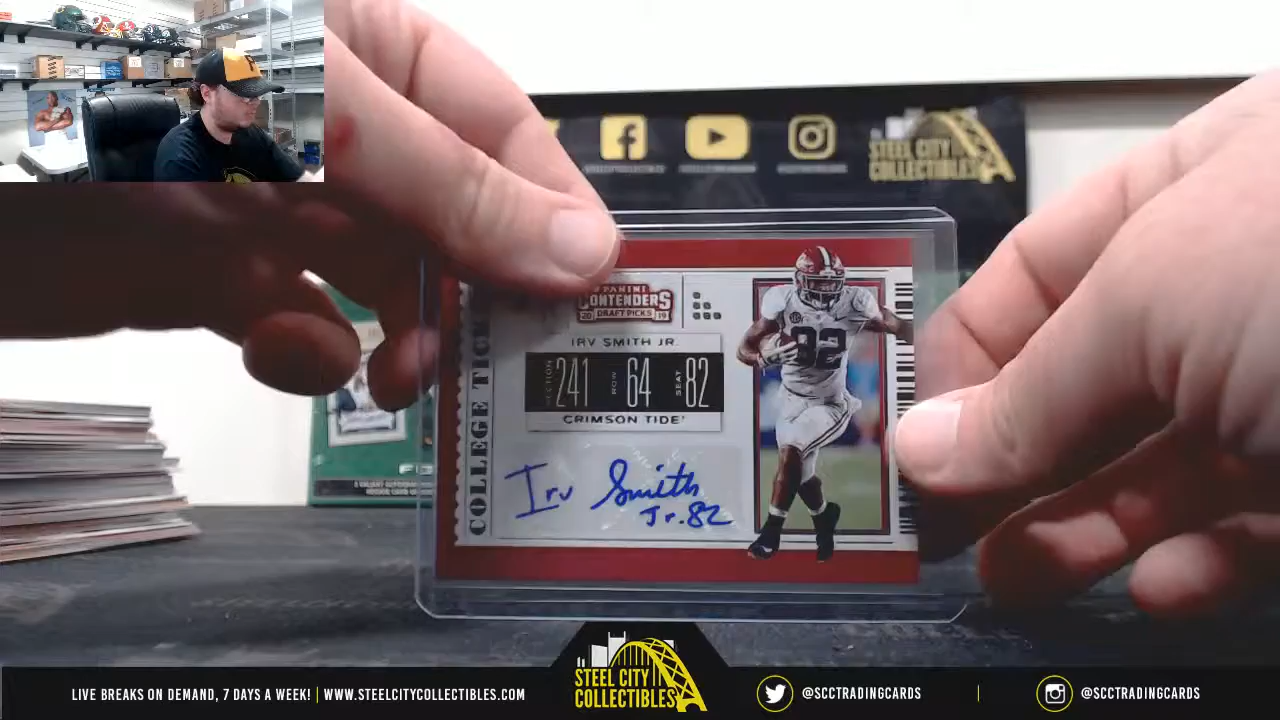 STEEL CITY
COLLECTIBLES
PANINI
CONTENDERS
20 DRAFT PICKS 19
IRV SMITH JR.
SECTION 241 ROW 64 SEAT 82
CRIMSON TIDE
COLLEGE TIC
82
Irv Smith
Jr. 82
LIVE BREAKS ON DEMAND, 7 DAYS A WEEK! | WWW.STEELCITYCOLLECTIBLES.COM
STEEL CITY
COLLECTIBLES
@SCCTRADINGCARDS
@SCCTRADINGCARDS